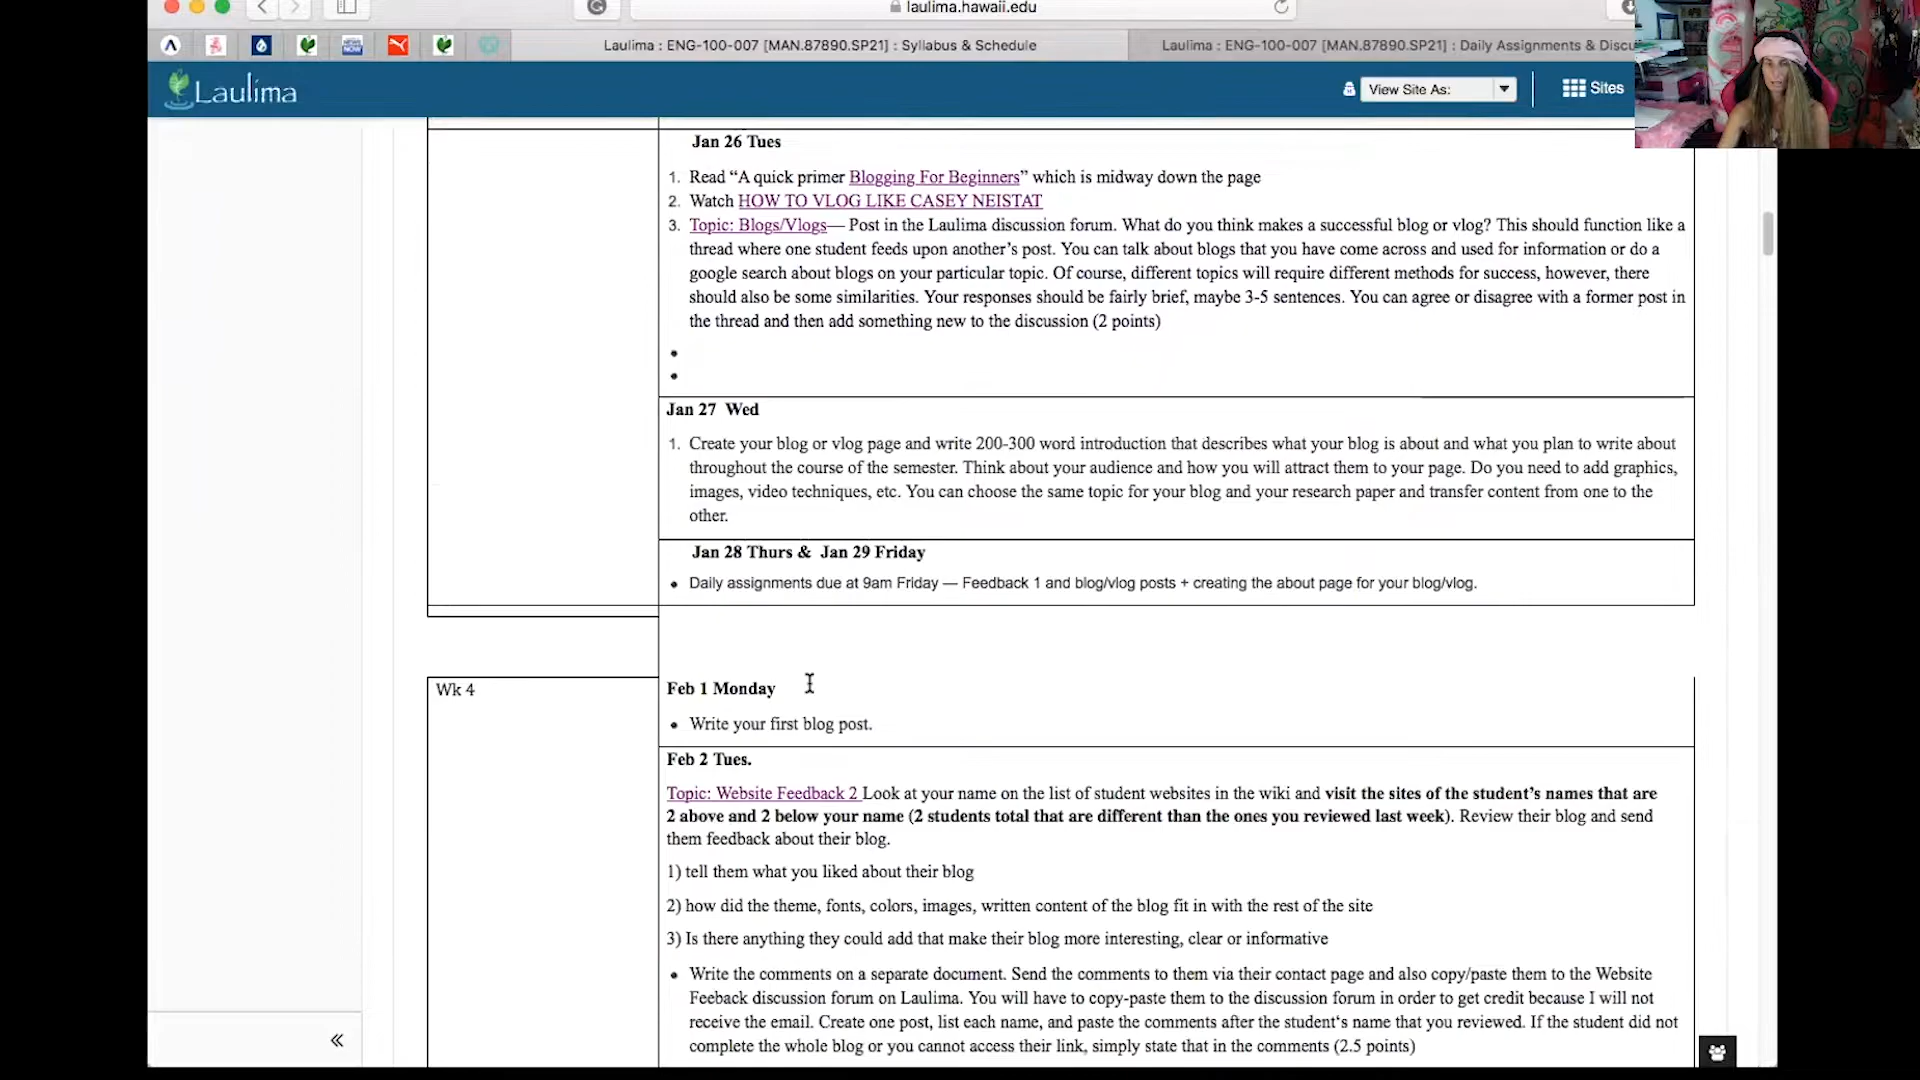 laulima.hawaii.edu
Laulima : ENG-100-007 [MAN.87890.SP21] : Syllabus & Schedule
Laulima : ENG-100-007 [MAN.87890.SP21] : Daily Assignments & Discu
Laulima
View Site As:
Sites
Jan 26 Tues
1. Read “A quick primer Blogging For Beginners” which is midway down the page
2. Watch HOW TO VLOG LIKE CASEY NEISTAT
3. Topic: Blogs/Vlogs— Post in the Laulima discussion forum. What do you think makes a successful blog or vlog? This should function like a
thread where one student feeds upon another’s post. You can talk about blogs that you have come across and used for information or do a
google search about blogs on your particular topic. Of course, different topics will require different methods for success, however, there
should also be some similarities. Your responses should be fairly brief, maybe 3-5 sentences. You can agree or disagree with a former post in
the thread and then add something new to the discussion (2 points)
Jan 27 Wed
1. Create your blog or vlog page and write 200-300 word introduction that describes what your blog is about and what you plan to write about
throughout the course of the semester. Think about your audience and how you will attract them to your page. Do you need to add graphics,
images, video techniques, etc. You can choose the same topic for your blog and your research paper and transfer content from one to the
other.
Jan 28 Thurs & Jan 29 Friday
• Daily assignments due at 9am Friday — Feedback 1 and blog/vlog posts + creating the about page for your blog/vlog.
Wk 4
Feb 1 Monday
• Write your first blog post.
Feb 2 Tues.
Topic: Website Feedback 2 Look at your name on the list of student websites in the wiki and visit the sites of the student’s names that are
2 above and 2 below your name (2 students total that are different than the ones you reviewed last week). Review their blog and send
them feedback about their blog.
1) tell them what you liked about their blog
2) how did the theme, fonts, colors, images, written content of the blog fit in with the rest of the site
3) Is there anything they could add that make their blog more interesting, clear or informative
• Write the comments on a separate document. Send the comments to them via their contact page and also copy/paste them to the Website
Feeback discussion forum on Laulima. You will have to copy-paste them to the discussion forum in order to get credit because I will not
receive the email. Create one post, list each name, and paste the comments after the student‘s name that you reviewed. If the student did not
complete the whole blog or you cannot access their link, simply state that in the comments (2.5 points)